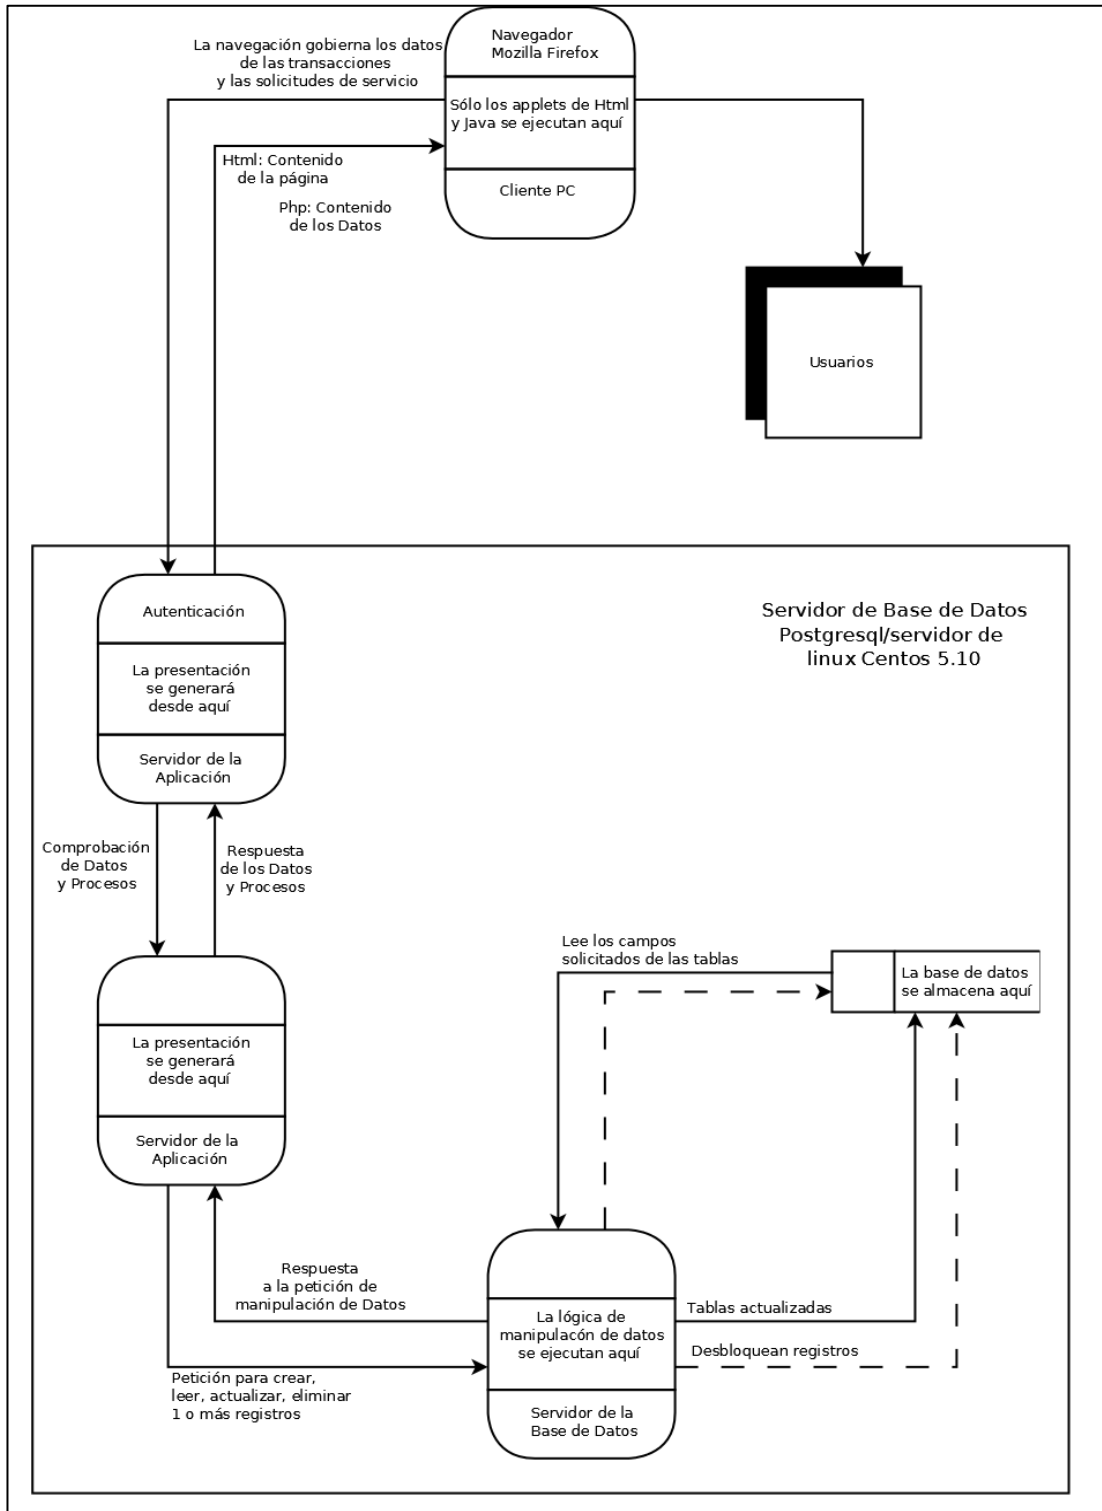 La navegación gobierna los datos
de las transacciones
y las solicitudes de servicio
Navegador
Mozilla Firefox
Sólo los applets de Html
y Java se ejecutan aquí
Cliente PC
Html: Contenido
de la página
Php: Contenido
de los Datos
Usuarios
Servidor de Base de Datos
Postgresql/servidor de
linux Centos 5.10
Autenticación
La presentación
se generará
desde aquí
Servidor de la
Aplicación
Comprobación
de Datos
y Procesos
Respuesta
de los Datos
y Procesos
La presentación
se generará
desde aquí
Servidor de la
Aplicación
Lee los campos
solicitados de las tablas
La base de datos
se almacena aquí
Respuesta
a la petición de
manipulación de Datos
Petición para crear,
leer, actualizar, eliminar
1 o más registros
La lógica de
manipulacón de datos
se ejecutan aquí
Servidor de la
Base de Datos
Tablas actualizadas
Desbloquean registros